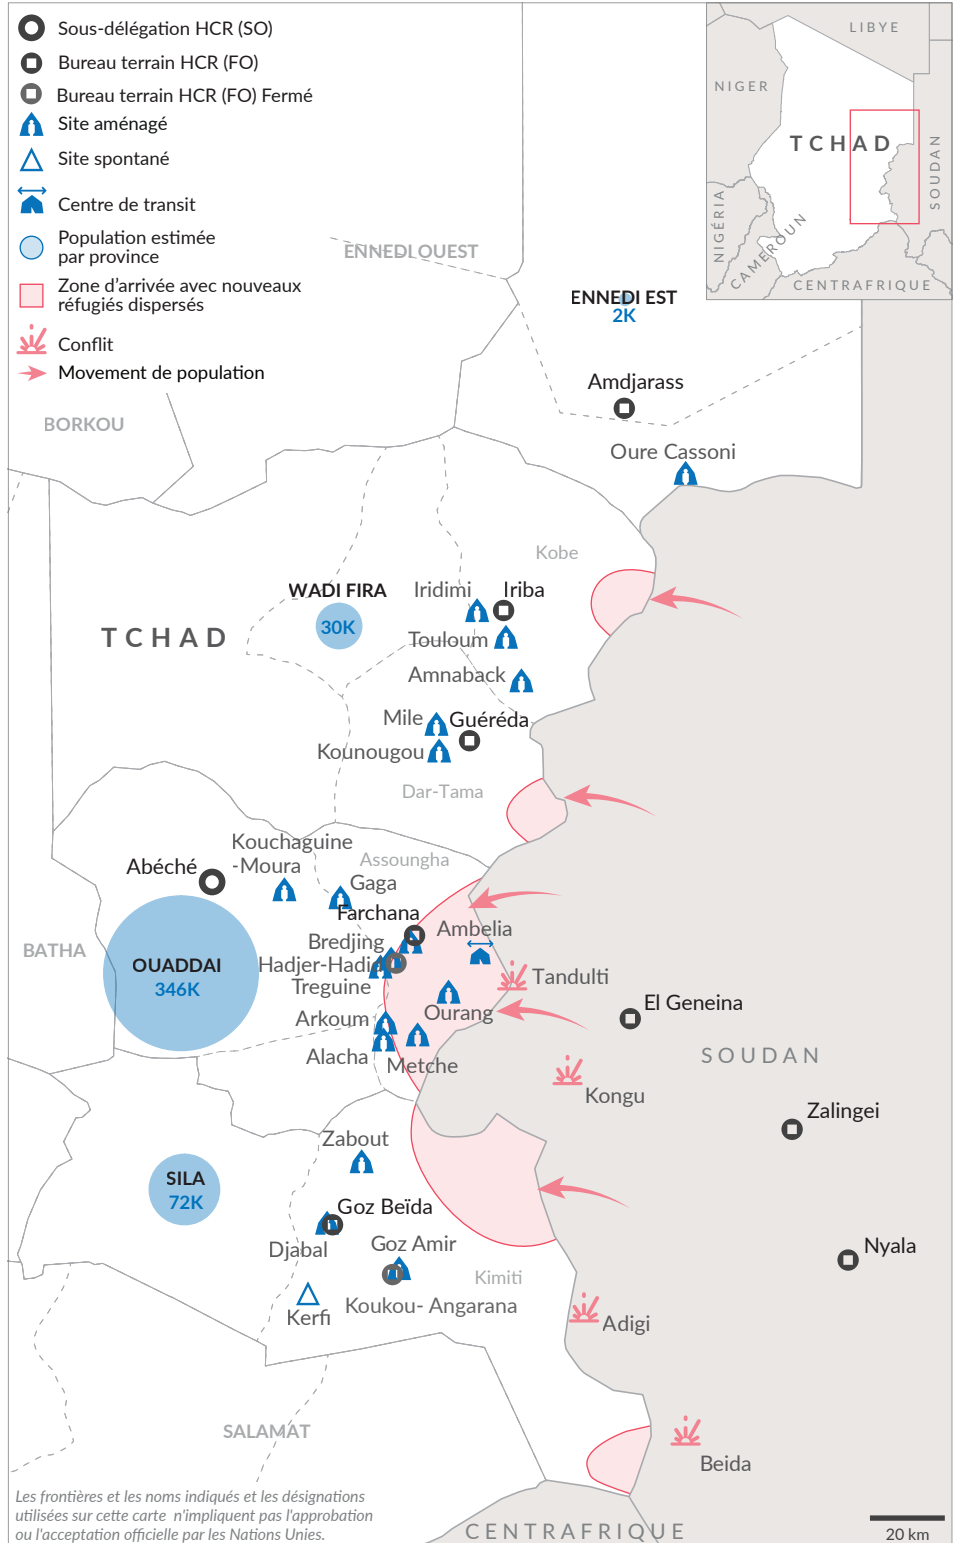 Sous-délégation HCR (SO)
Bureau terrain HCR (FO)
Bureau terrain HCR (FO) Fermé
Site aménagé
Site spontané
Centre de transit
Population estimée
par province
Zone d'arrivée avec nouveaux
réfugiés dispersés
Conflit
Movement de population
LIBYE
NIGER
TCHAD
SOUDAN
NIGÉRIA
CAMEROUN
CENTRAFRIQUE
ENNEDI OUEST
ENNEDI EST
2K
Amdjarass
BORKOU
Oure Cassoni
Kobe
WADI FIRA
30K
Iridimi
Iriba
TCHAD
Touloum
Amnaback
Mile
Guéréda
Kounougou
Dar-Tama
Kouchaguine
-Moura
Abéché
Assoungha
Gaga
Farchana
Ambelia
BATHA
Bredjing
OUADDAI
346K
Hadjer-Hadid
Treguine
Tandulti
Ourang
El Geneina
Arkoum
Alacha
Metche
SOUDAN
Kongu
Zalingei
Zabout
SILA
72K
Goz Beïda
Djabal
Goz Amir
Nyala
Kimiti
Kerfi
Koukou- Angarana
Adigi
SALAMAT
Beida
Les frontières et les noms indiqués et les désignations
utilisées sur cette carte n'impliquent pas l'approbation
ou l'acceptation officielle par les Nations Unies.
CENTRAFRIQUE
20 km